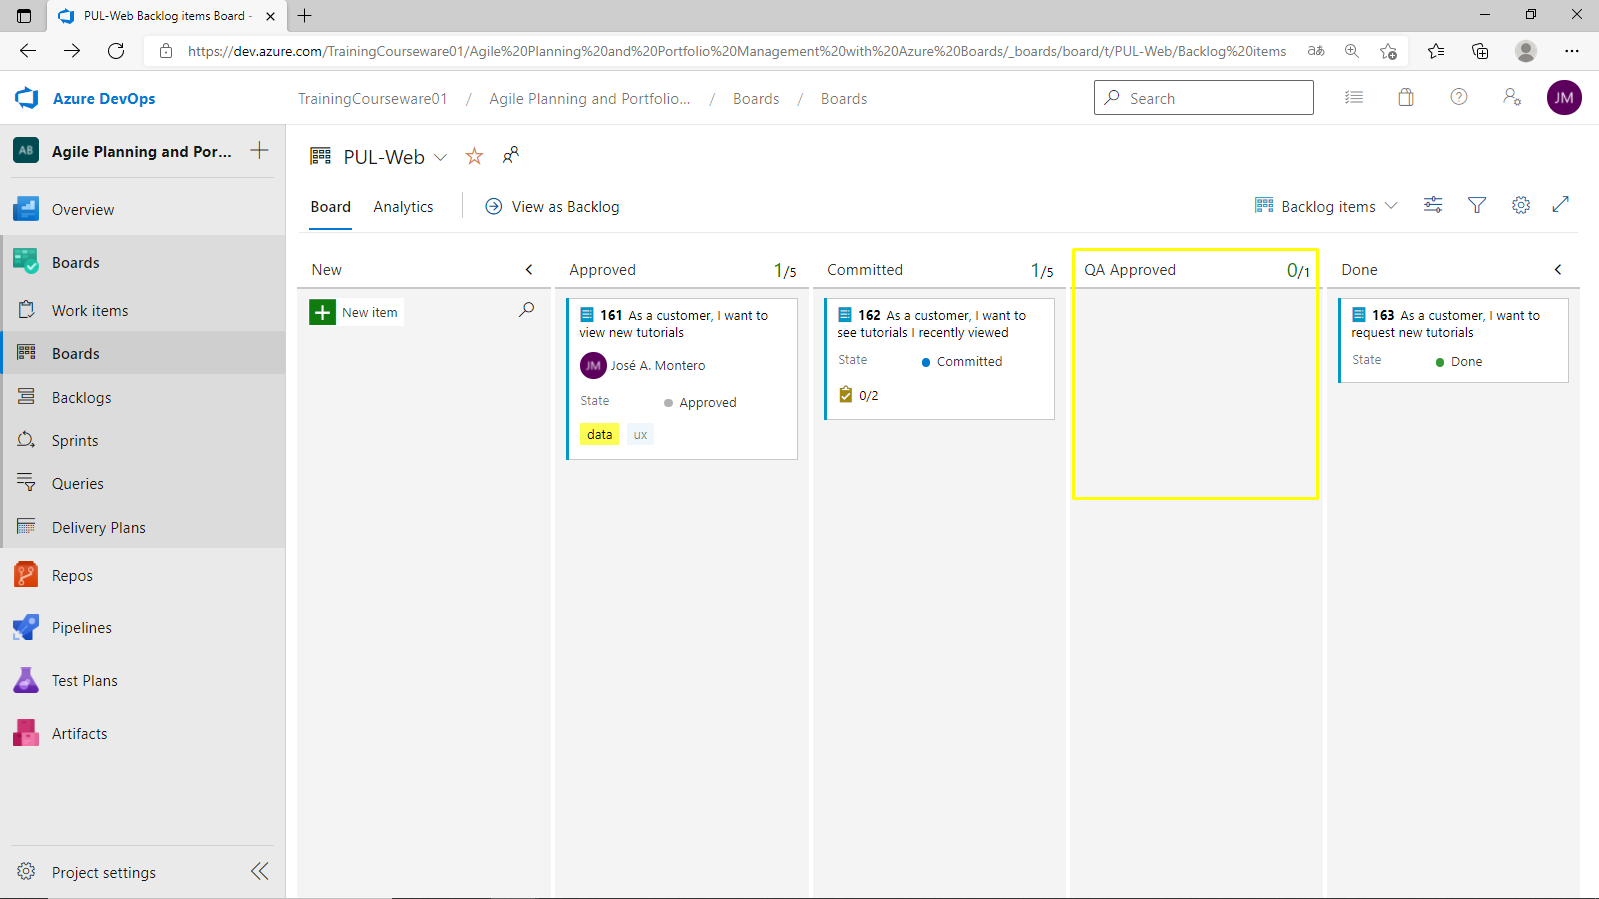 PUL-Web Backlog items Board -
https://dev.azure.com/TrainingCourseware01/Agile%20Planning%20and%20Portfolio%20Management%20with%20Azure%20Boards/_boards/board/t/PUL-Web/Backlog%20items
aあ
Azure DevOps
TrainingCourseware01 / Agile Planning and Portfolio... / Boards / Boards
Search
JM
AB
Agile Planning and Por...
Overview
Boards
Work items
Boards
Backlogs
Sprints
Queries
Delivery Plans
Repos
Pipelines
Test Plans
Artifacts
Project settings
PUL-Web
Board
Analytics
View as Backlog
Backlog items
New
New item
Approved
1/5
161 As a customer, I want to
view new tutorials
JM José A. Montero
State
Approved
data
ux
Committed
1/5
162 As a customer, I want to
see tutorials I recently viewed
State
Committed
0/2
QA Approved
0/1
Done
163 As a customer, I want to
request new tutorials
State
Done